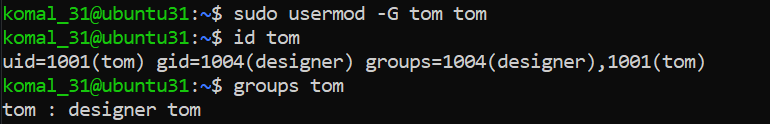 komal_31@ubuntu31:~$ sudo usermod -G tom tom
komal_31@ubuntu31:~$ id tom
uid=1001(tom) gid=1004(designer) groups=1004(designer),1001(tom)
komal_31@ubuntu31:~$ groups tom
tom : designer tom